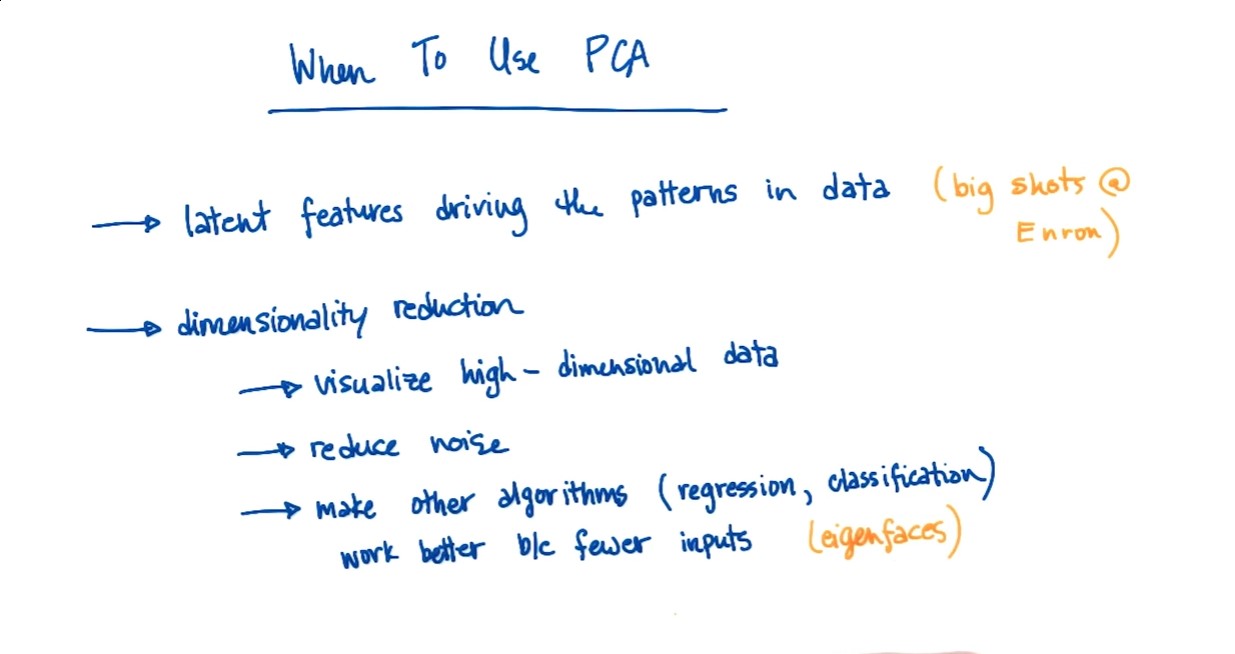 When To Use PCA
→ latent features driving the patterns in data (big shots @
Enron)
→ dimensionality reduction
→ visualize high-dimensional data
→ reduce noise
→ make other algorithms (regression, classification)
work better b/c fewer inputs (eigenfaces)